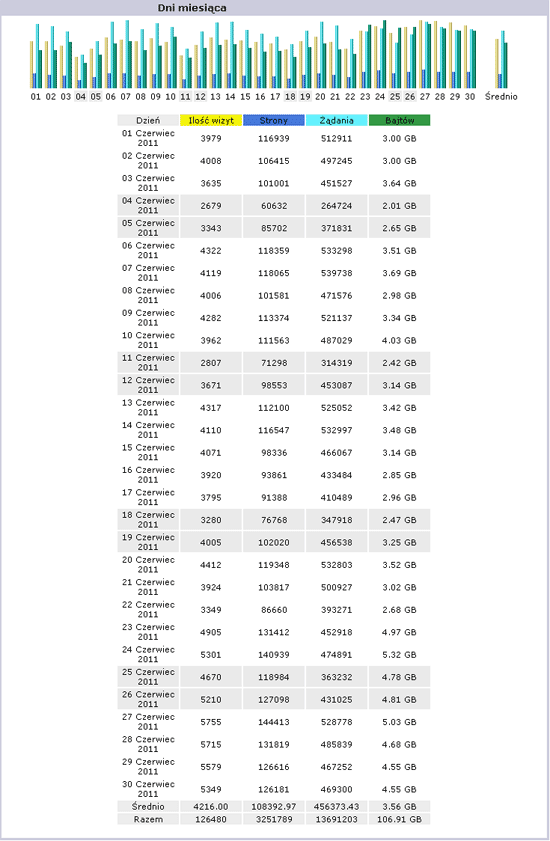 Dni miesiąca
01 02 03 04 05 06 07 08 09 10 11 12 13 14 15 16 17 18 19 20 21 22 23 24 25 26 27 28 29 30 Średnio
Dzień Ilość wizyt Strony Żądania Bajtów
01 Czerwiec 2011 3979 116939 512911 3.00 GB
02 Czerwiec 2011 4008 106415 497245 3.00 GB
03 Czerwiec 2011 3635 101001 451527 3.64 GB
04 Czerwiec 2011 2679 60632 264724 2.01 GB
05 Czerwiec 2011 3343 85702 371831 2.65 GB
06 Czerwiec 2011 4322 118359 533298 3.51 GB
07 Czerwiec 2011 4119 118065 539738 3.69 GB
08 Czerwiec 2011 4006 101581 471576 2.98 GB
09 Czerwiec 2011 4282 113374 521137 3.34 GB
10 Czerwiec 2011 3962 111563 487029 4.03 GB
11 Czerwiec 2011 2807 71298 314319 2.42 GB
12 Czerwiec 2011 3671 98553 453087 3.14 GB
13 Czerwiec 2011 4317 112100 525052 3.42 GB
14 Czerwiec 2011 4110 116547 532997 3.48 GB
15 Czerwiec 2011 4071 98336 466067 3.14 GB
16 Czerwiec 2011 3920 93861 433484 2.85 GB
17 Czerwiec 2011 3795 91388 410489 2.96 GB
18 Czerwiec 2011 3280 76768 347918 2.47 GB
19 Czerwiec 2011 4005 102020 456538 3.25 GB
20 Czerwiec 2011 4412 119348 532803 3.52 GB
21 Czerwiec 2011 3924 103817 500927 3.02 GB
22 Czerwiec 2011 3349 86660 393271 2.68 GB
23 Czerwiec 2011 4905 131412 452918 4.97 GB
24 Czerwiec 2011 5301 140939 474891 5.32 GB
25 Czerwiec 2011 4670 118984 363232 4.78 GB
26 Czerwiec 2011 5210 127098 431025 4.81 GB
27 Czerwiec 2011 5755 144413 528778 5.03 GB
28 Czerwiec 2011 5715 131819 485839 4.68 GB
29 Czerwiec 2011 5579 126616 467252 4.55 GB
30 Czerwiec 2011 5349 126181 469300 4.55 GB
Średnio 4216.00 108392.97 456373.43 3.56 GB
Razem 126480 3251789 13691203 106.91 GB